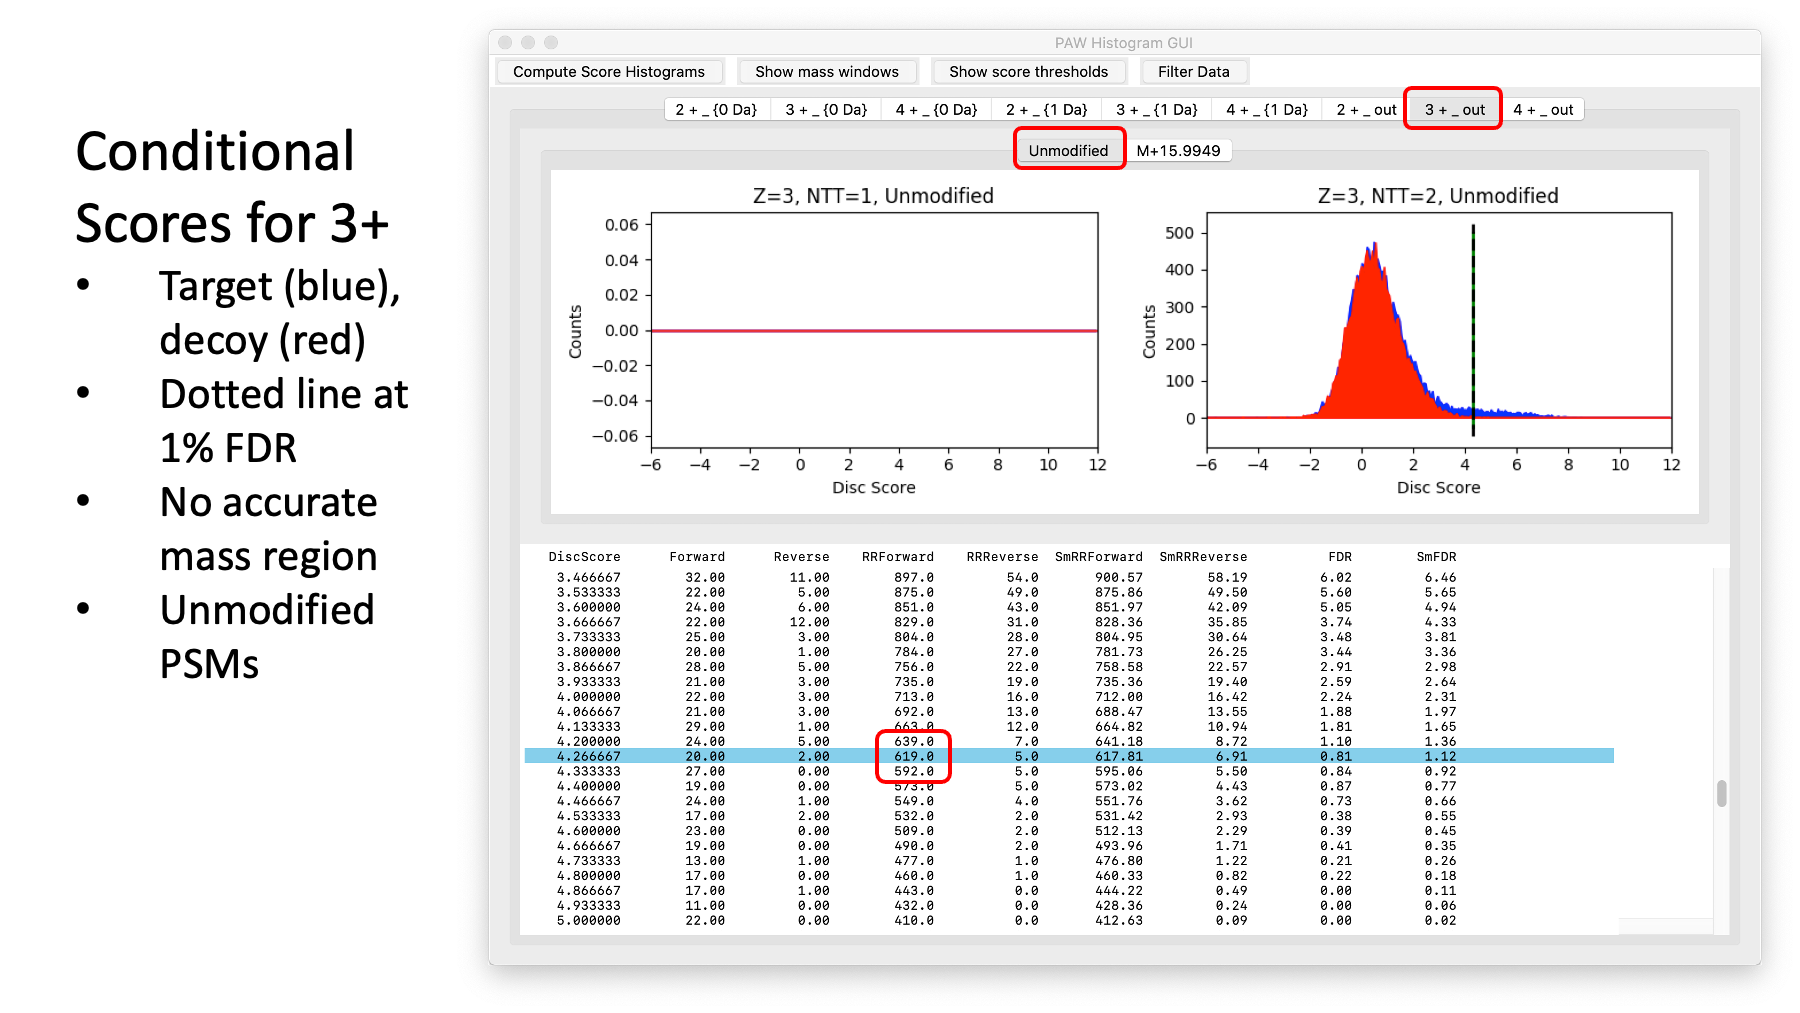 Conditional
Scores for 3+
• Target (blue),
decoy (red)
• Dotted line at
1% FDR
• No accurate
mass region
• Unmodified
PSMs
PAW Histogram GUI
Compute Score Histograms Show mass windows Show score thresholds Filter Data
2 + _ {0 Da} 3 + _ {0 Da} 4 + _ {0 Da} 2 + _ {1 Da} 3 + _ {1 Da} 4 + _ {1 Da} 2 + _ out 3 + _ out 4 + _ out
Unmodified M+15.9949
Z=3, NTT=1, Unmodified
0.06
0.04
0.02
0.00
−0.02
−0.04
−0.06
Counts
−6 −4 −2 0 2 4 6 8 10 12
Disc Score
Z=3, NTT=2, Unmodified
500
400
300
200
100
0
Counts
−6 −4 −2 0 2 4 6 8 10 12
Disc Score
DiscScore Forward Reverse RRForward RRReverse SmRRForward SmRRReverse FDR SmFDR
3.466667 32.00 11.00 897.0 54.0 900.57 58.19 6.02 6.46
3.533333 22.00 5.00 875.0 49.0 875.86 49.50 5.60 5.65
3.600000 24.00 6.00 851.0 43.0 851.97 42.09 5.05 4.94
3.666667 22.00 12.00 829.0 31.0 828.36 35.85 3.74 4.33
3.733333 25.00 3.00 804.0 28.0 804.95 30.64 3.48 3.81
3.800000 20.00 1.00 784.0 27.0 781.73 26.25 3.44 3.36
3.866667 28.00 5.00 756.0 22.0 758.58 22.57 2.91 2.98
3.933333 21.00 3.00 735.0 19.0 735.36 19.40 2.59 2.64
4.000000 22.00 3.00 713.0 16.0 712.00 16.42 2.24 2.31
4.066667 21.00 3.00 692.0 13.0 688.47 13.55 1.88 1.97
4.133333 29.00 1.00 663.0 12.0 664.82 10.94 1.81 1.65
4.200000 24.00 5.00 639.0 7.0 641.18 8.72 1.10 1.36
4.266667 20.00 2.00 619.0 5.0 617.81 6.91 0.81 1.12
4.333333 27.00 0.00 592.0 5.0 595.06 5.50 0.84 0.92
4.400000 19.00 0.00 573.0 5.0 573.02 4.43 0.87 0.77
4.466667 24.00 1.00 549.0 4.0 551.76 3.62 0.73 0.66
4.533333 17.00 2.00 532.0 2.0 531.42 2.93 0.38 0.55
4.600000 23.00 0.00 509.0 2.0 512.13 2.29 0.39 0.45
4.666667 19.00 0.00 490.0 2.0 493.96 1.71 0.41 0.35
4.733333 13.00 1.00 477.0 1.0 476.80 1.22 0.21 0.26
4.800000 17.00 0.00 460.0 1.0 460.33 0.82 0.22 0.18
4.866667 17.00 1.00 443.0 0.0 444.22 0.49 0.00 0.11
4.933333 11.00 0.00 432.0 0.0 428.36 0.24 0.00 0.06
5.000000 22.00 0.00 410.0 0.0 412.63 0.09 0.00 0.02